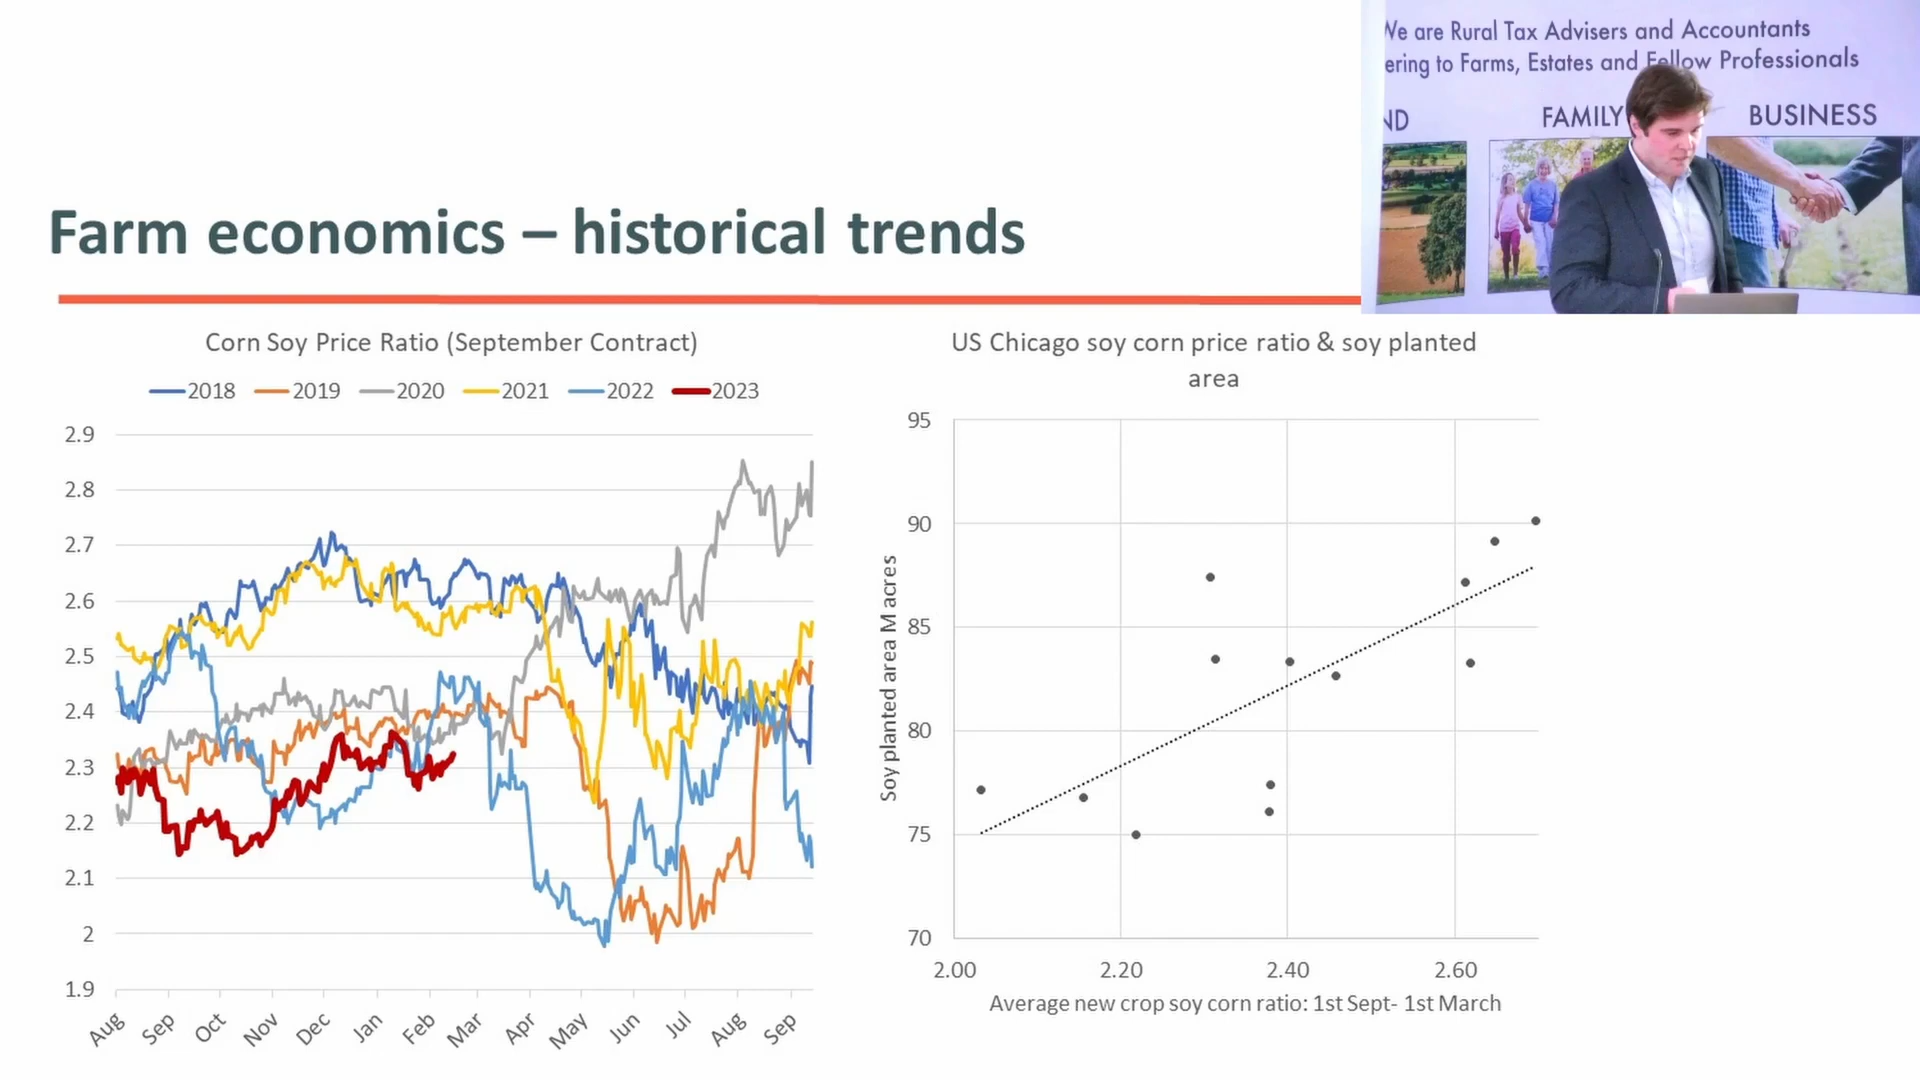 We are Rural Tax Advisers and Accountants
ering to Farms, Estates and Fellow Professionals
ND FAMILY BUSINESS
Farm economics – historical trends
Corn Soy Price Ratio (September Contract)
2018 2019 2020 2021 2022 2023
2.9
2.8
2.7
2.6
2.5
2.4
2.3
2.2
2.1
2
1.9
Aug Sep Oct Nov Dec Jan Feb Mar Apr May Jun Jul Aug Sep
US Chicago soy corn price ratio & soy planted
area
Soy planted area M acres
95
90
85
80
75
70
2.00 2.20 2.40 2.60
Average new crop soy corn ratio: 1st Sept- 1st March